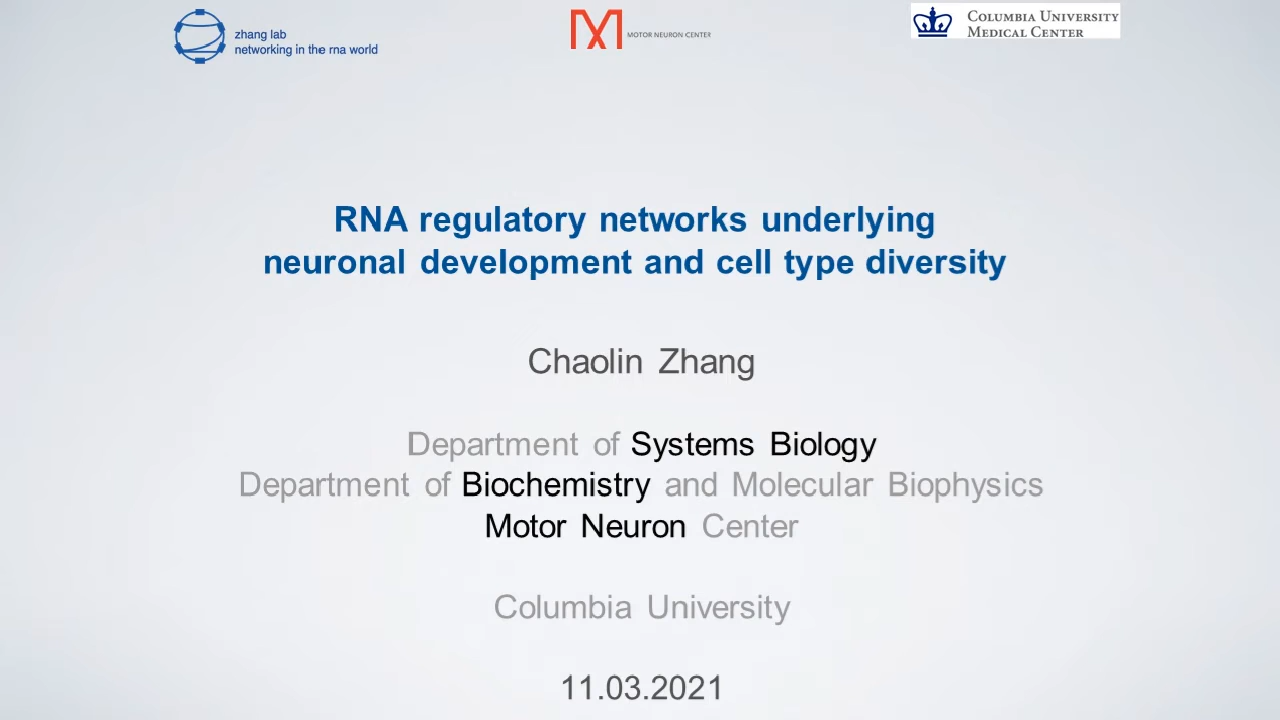 zhang lab
networking in the rna world
MOTOR NEURON CENTER
COLUMBIA UNIVERSITY
MEDICAL CENTER
RNA regulatory networks underlying
neuronal development and cell type diversity
Chaolin Zhang
Department of Systems Biology
Department of Biochemistry and Molecular Biophysics
Motor Neuron Center
Columbia University
11.03.2021